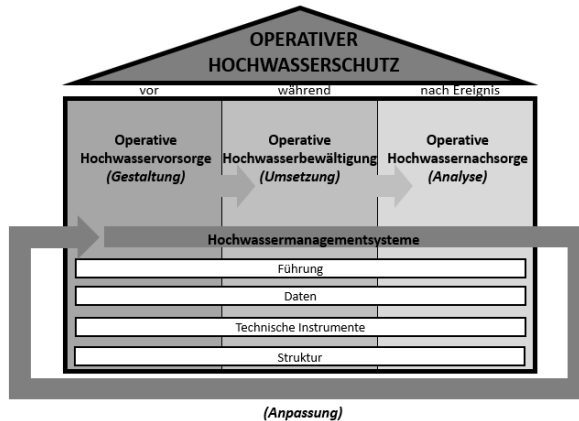 OPERATIVER
HOCHWASSERSCHUTZ
vor
während
nach Ereignis
Operative
Hochwasservorsorge
(Gestaltung)
Operative
Hochwasserbewältigung
(Umsetzung)
Operative
Hochwassernachsorge
(Analyse)
Hochwassermanagementsysteme
Führung
Daten
Technische Instrumente
Struktur
(Anpassung)